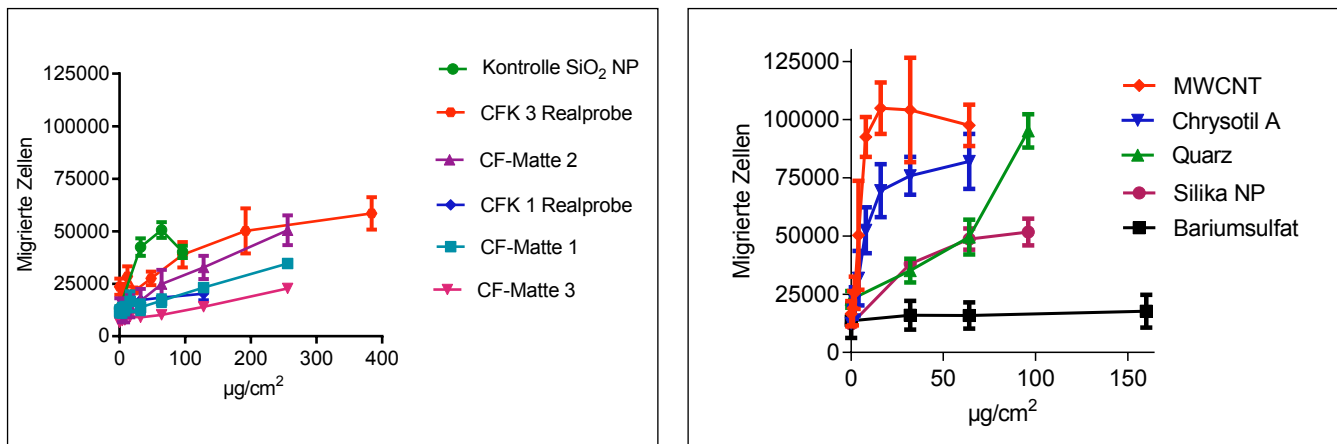 125000
100000
75000
50000
25000
0
Migrierte Zellen
0 100 200 300 400
µg/cm²
Kontrolle SiO₂ NP
CFK 3 Realprobe
CF-Matte 2
CFK 1 Realprobe
CF-Matte 1
CF-Matte 3
125000
100000
75000
50000
25000
0
Migrierte Zellen
0 50 100 150
µg/cm²
MWCNT
Chrysotil A
Quarz
Silika NP
Bariumsulfat